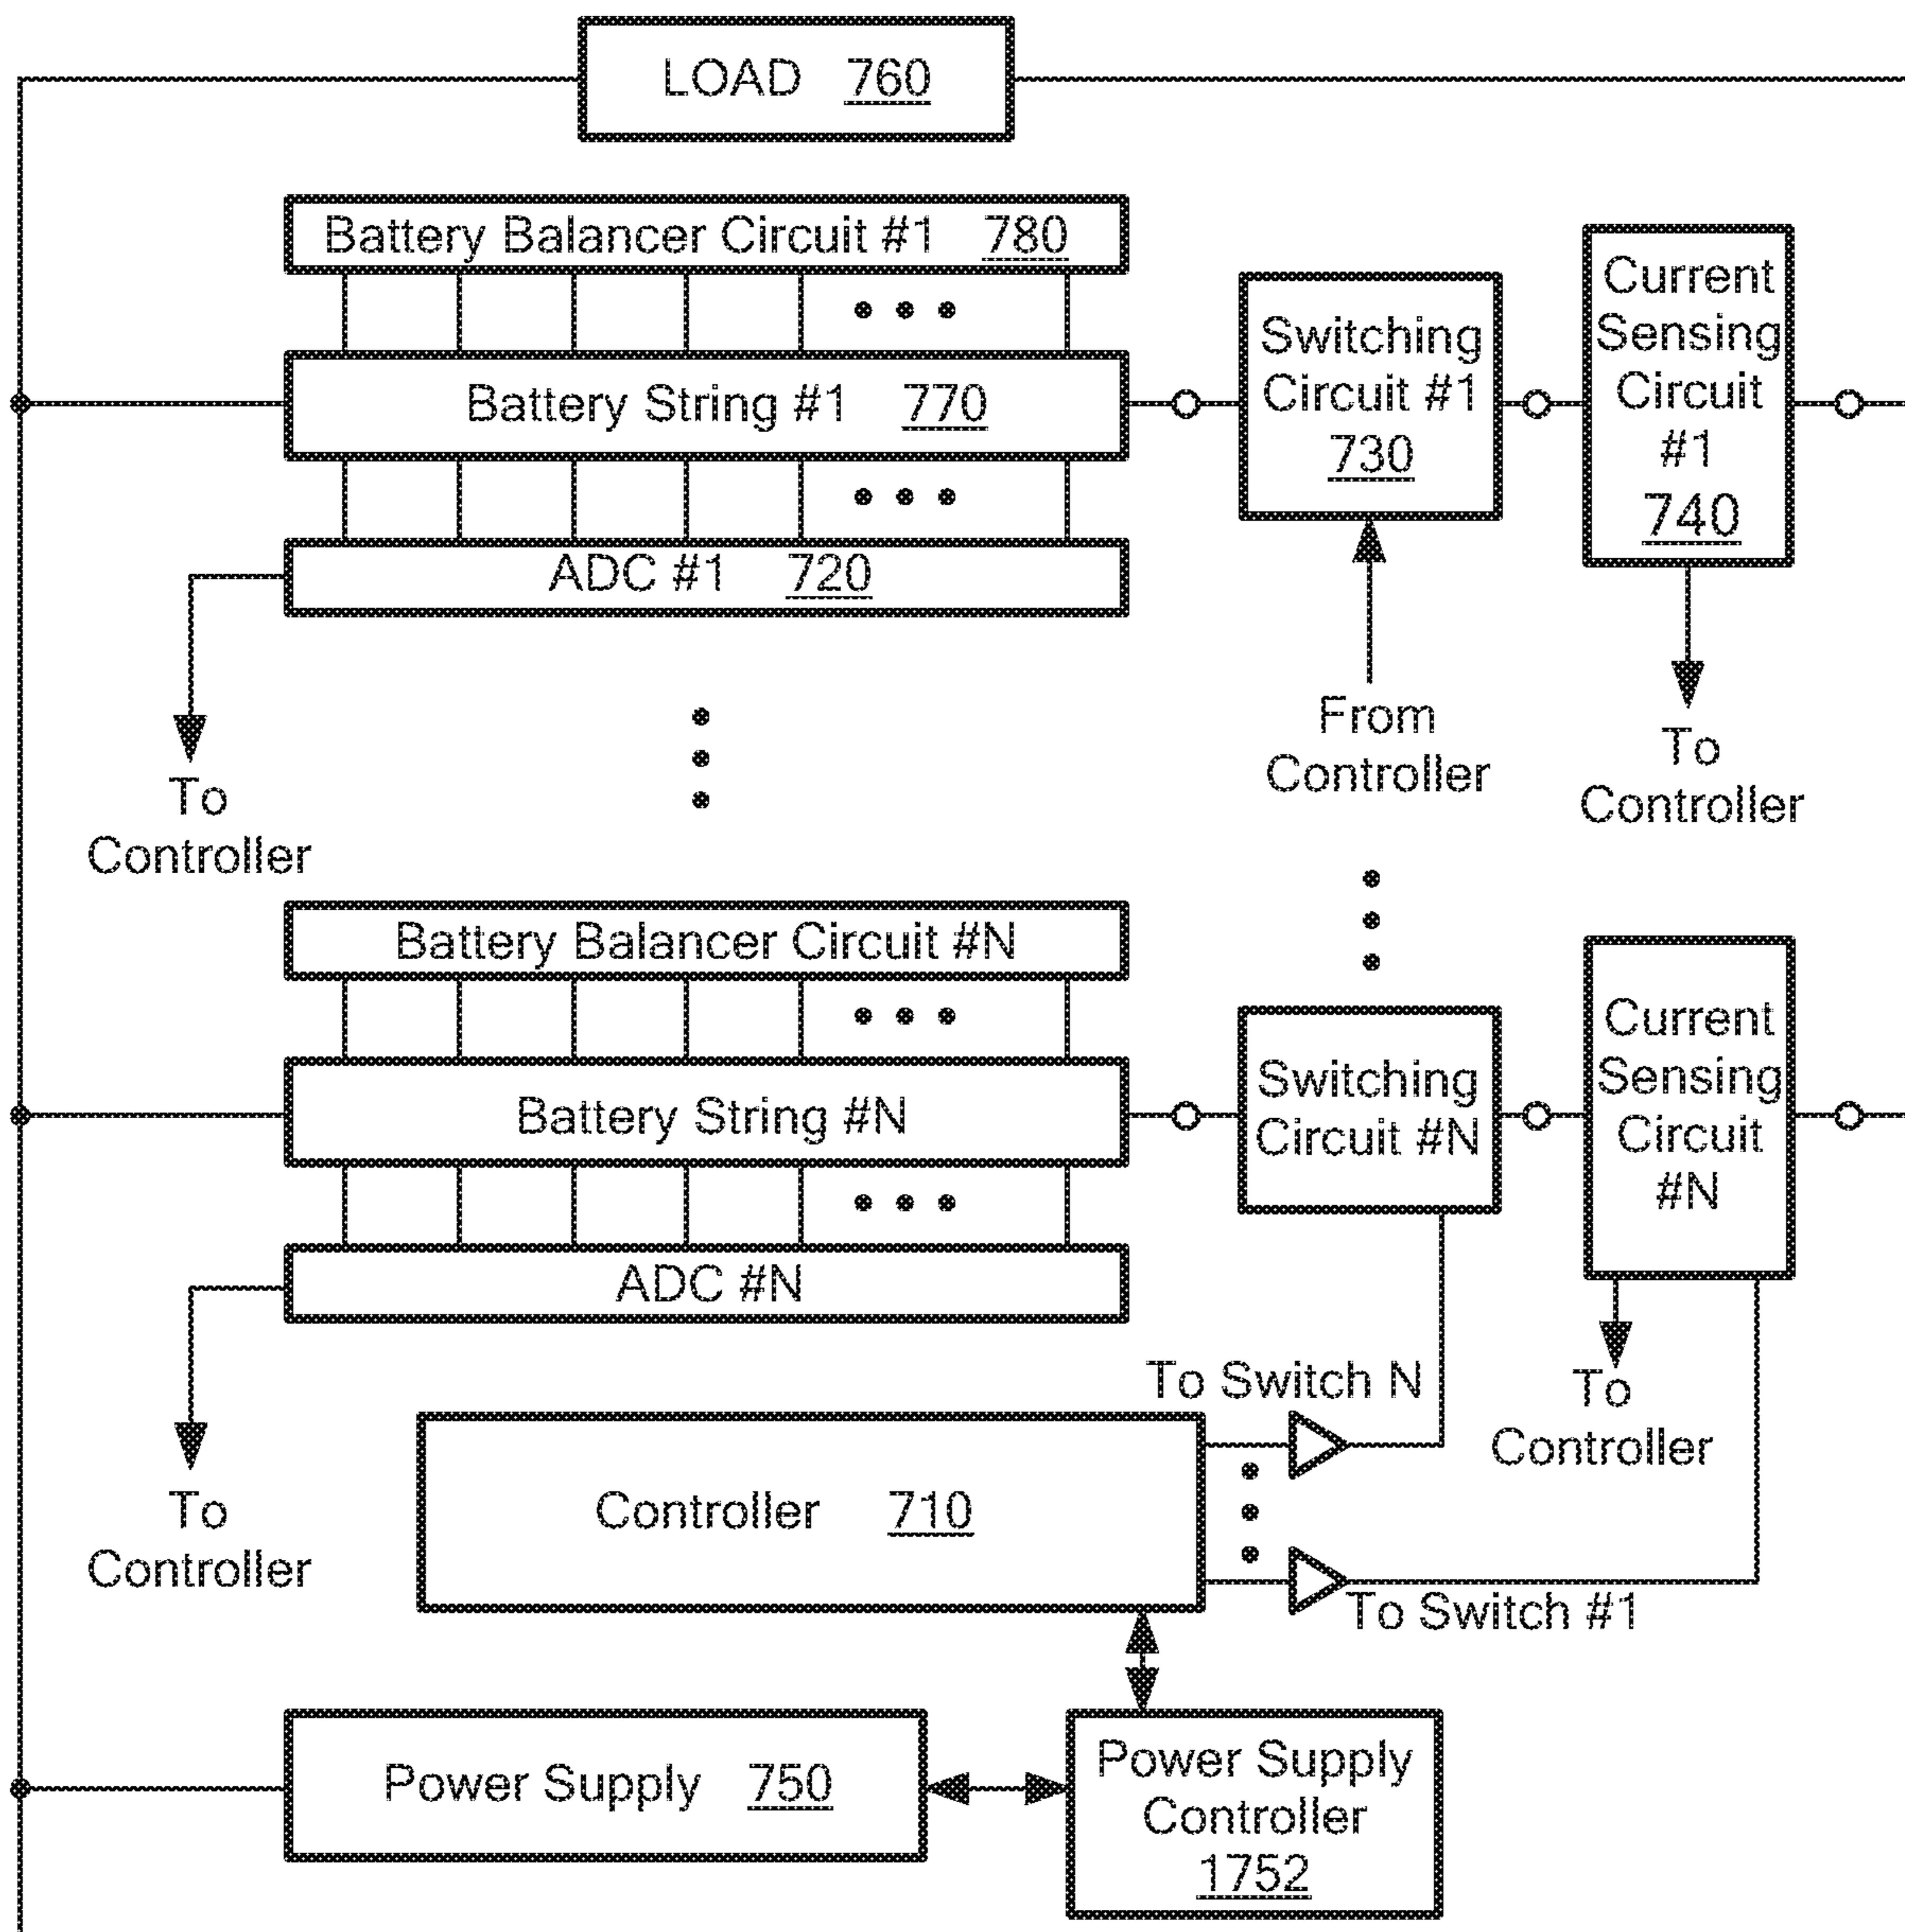 LOAD 760
Battery Balancer Circuit #1 780
Battery String #1 770
ADC #1 720
Switching
Circuit #1
730
Current
Sensing
Circuit
#1
740
To
Controller
From
Controller
To
Controller
Battery Balancer Circuit #N
Battery String #N
ADC #N
Switching
Circuit #N
Current
Sensing
Circuit
#N
To
Controller
To Switch N
To
Controller
Controller 710
To Switch #1
Power Supply 750
Power Supply
Controller
1752